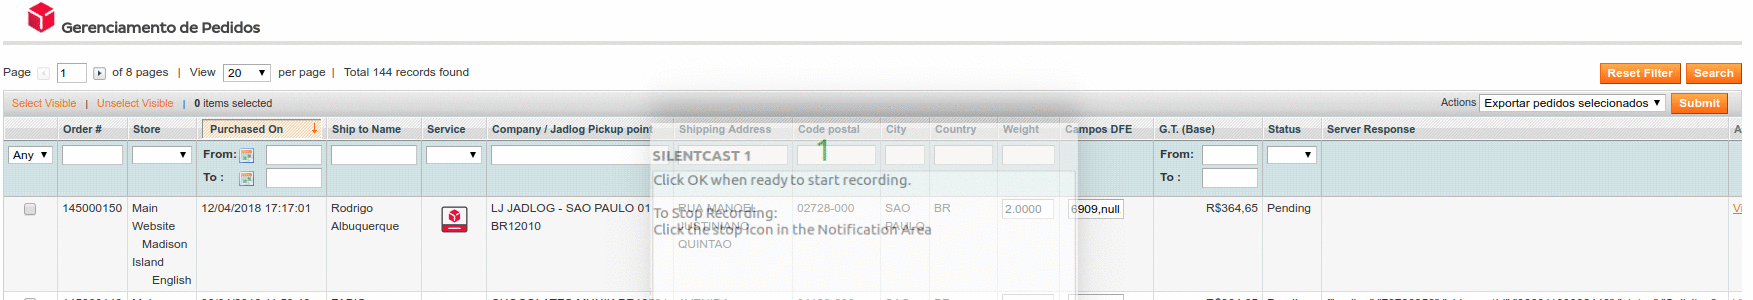 Gerenciamento de Pedidos
Page 1 of 8 pages | View 20 per page | Total 144 records found
Reset Filter Search
Select Visible | Unselect Visible | 0 items selected
Actions Exportar pedidos selecionados Submit
Order # Store Purchased On Ship to Name Service Company / Jadlog Pickup point Shipping Address Code postal City Country Weight Campos DFE G.T. (Base) Status Server Response
Any From: From:
To : To :
SILENTCAST 1 1
Click OK when ready to start recording.
To Stop Recording:
Click the stop icon in the Notification Area
145000150 Main 12/04/2018 17:17:01 Rodrigo LJ JADLOG - SAO PAULO 01 RUA MANOEL 02728-000 SAO BR 2.0000 6909,null R$364,65 Pending
Website Albuquerque BR12010 JUSTINIANO PAULO
Madison QUINTAO
Island
English